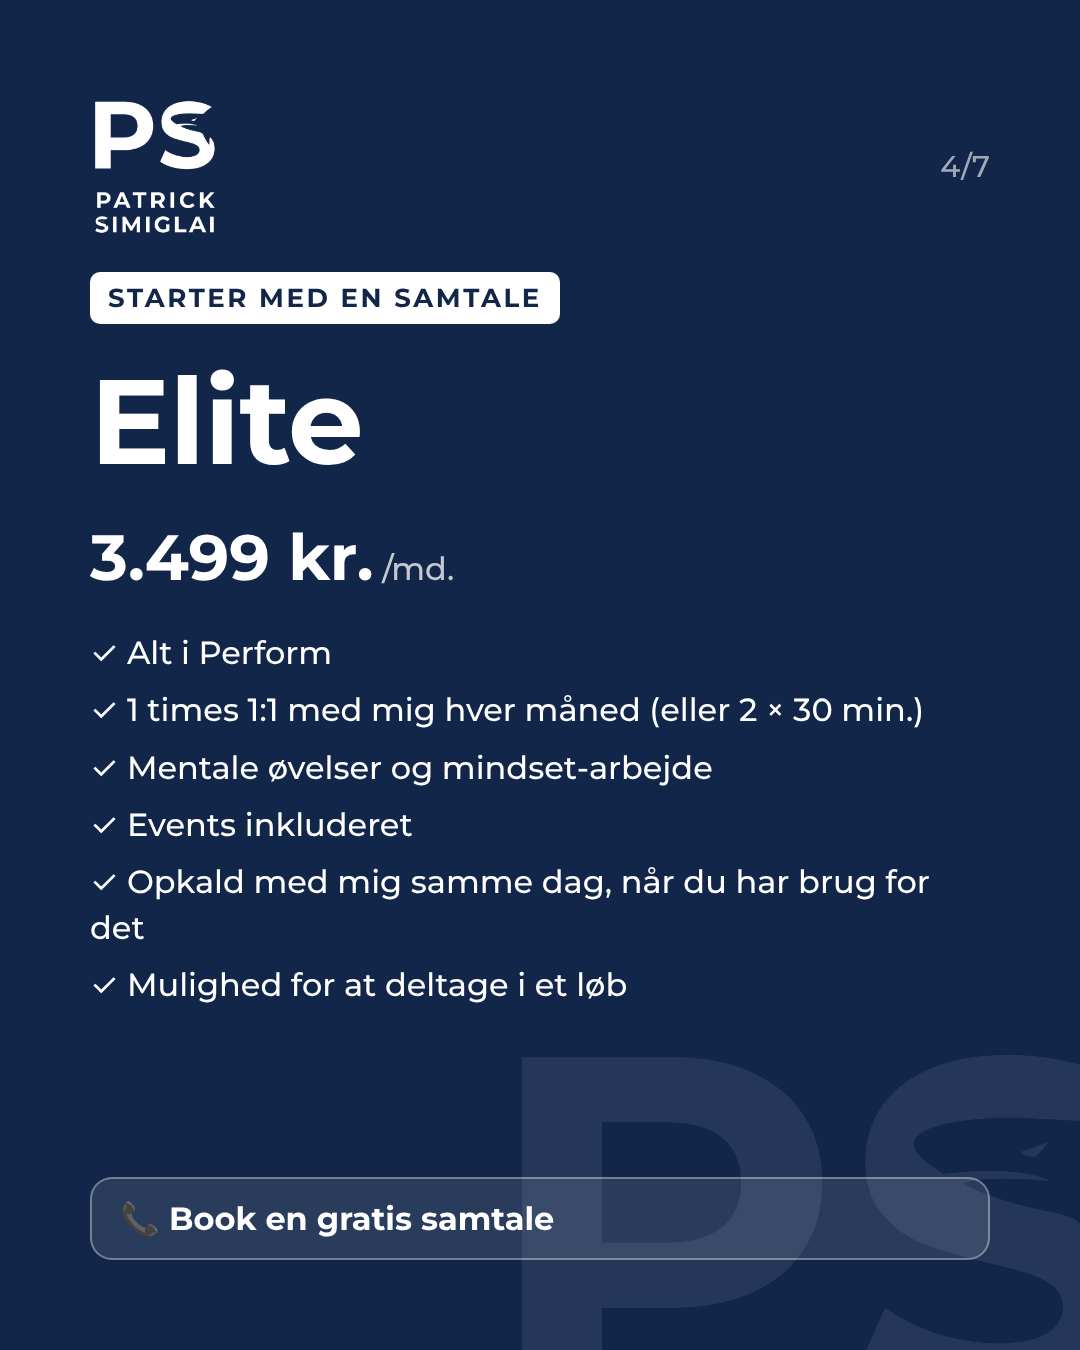 PS
PATRICK
SIMIGLAI
4/7
STARTER MED EN SAMTALE
Elite
3.499 kr. /md.
✓ Alt i Perform
✓ 1 times 1:1 med mig hver måned (eller 2 × 30 min.)
✓ Mentale øvelser og mindset-arbejde
✓ Events inkluderet
✓ Opkald med mig samme dag, når du har brug for
det
✓ Mulighed for at deltage i et løb
PS
📞 Book en gratis samtale